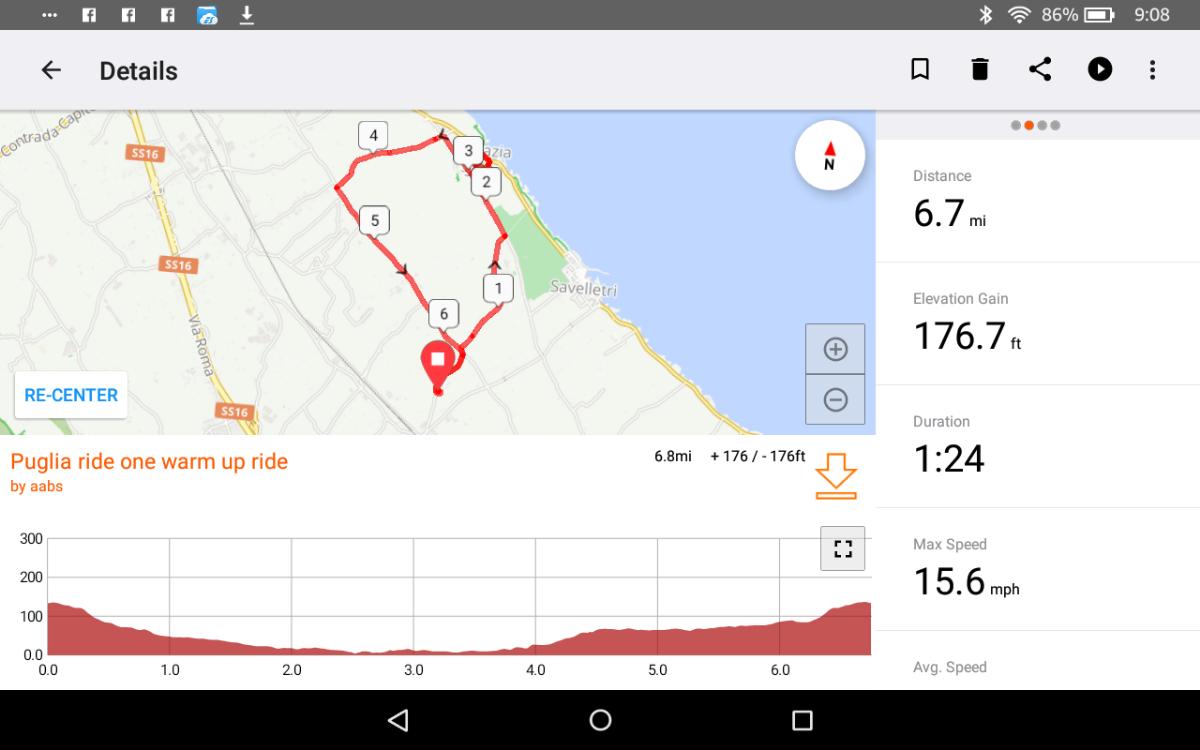 86% 9:08
Details
Contrada Capito
SS16
4
3
azia
2
N
5
SS16
1
Savelletri
6
Via Roma
SS16
RE-CENTER
Distance
6.7 mi
Elevation Gain
176.7 ft
Duration
1:24
Max Speed
15.6 mph
Avg. Speed
Puglia ride one warm up ride
by aabs
6.8mi + 176 / - 176ft
300
200
100
0.0
0.0 1.0 2.0 3.0 4.0 5.0 6.0